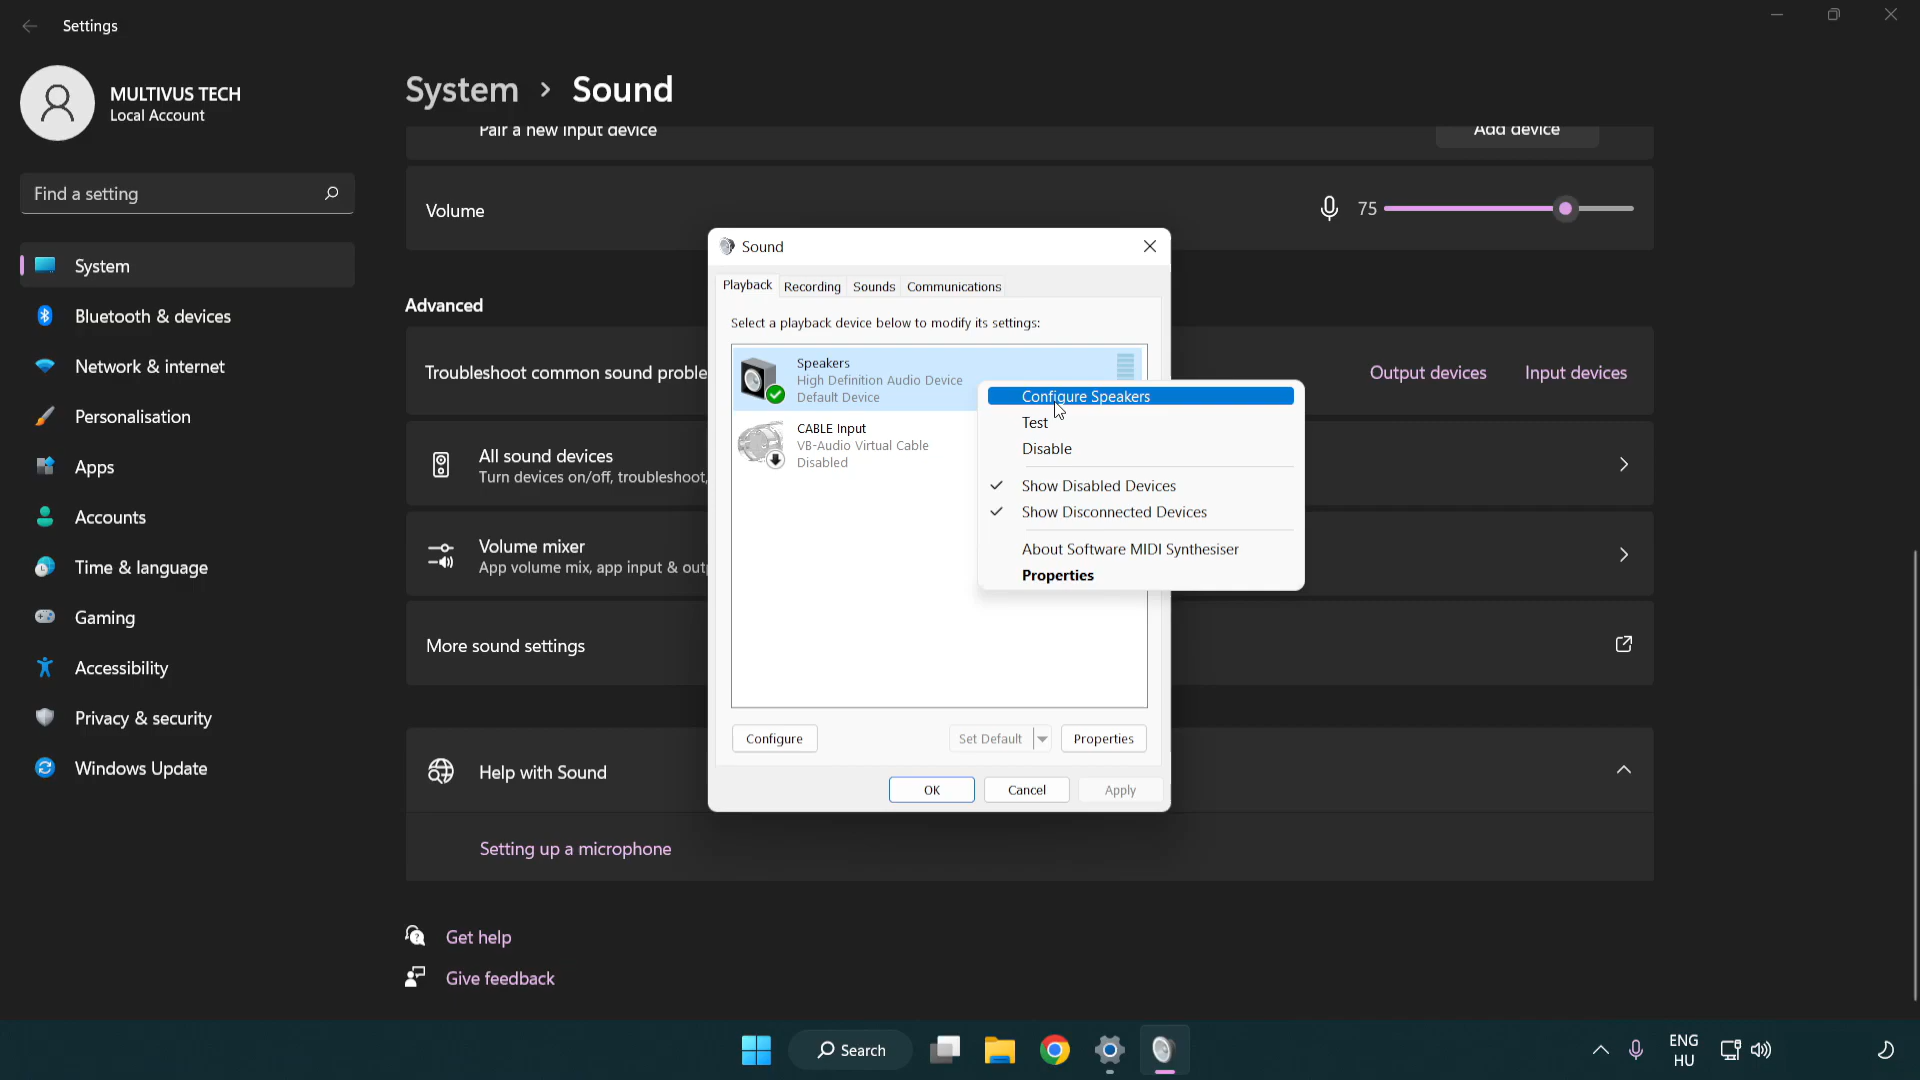 Settings
MULTIVUS TECH
Local Account
Find a setting
System
Bluetooth & devices
Network & internet
Personalisation
Apps
Accounts
Time & language
Gaming
Accessibility
Privacy & security
Windows Update
System › Sound
Pair a new input device
Add device
Volume
75
Advanced
Troubleshoot common sound proble
Output devices
Input devices
All sound devices
Turn devices on/off, troubleshoot,
Volume mixer
App volume mix, app input & outp
More sound settings
Help with Sound
Setting up a microphone
Get help
Give feedback
Sound
Playback
Recording
Sounds
Communications
Select a playback device below to modify its settings:
Speakers
High Definition Audio Device
Default Device
CABLE Input
VB-Audio Virtual Cable
Disabled
Configure Speakers
Test
Disable
Show Disabled Devices
Show Disconnected Devices
About Software MIDI Synthesiser
Properties
Configure
Set Default
Properties
OK
Cancel
Apply
Search
ENG
HU